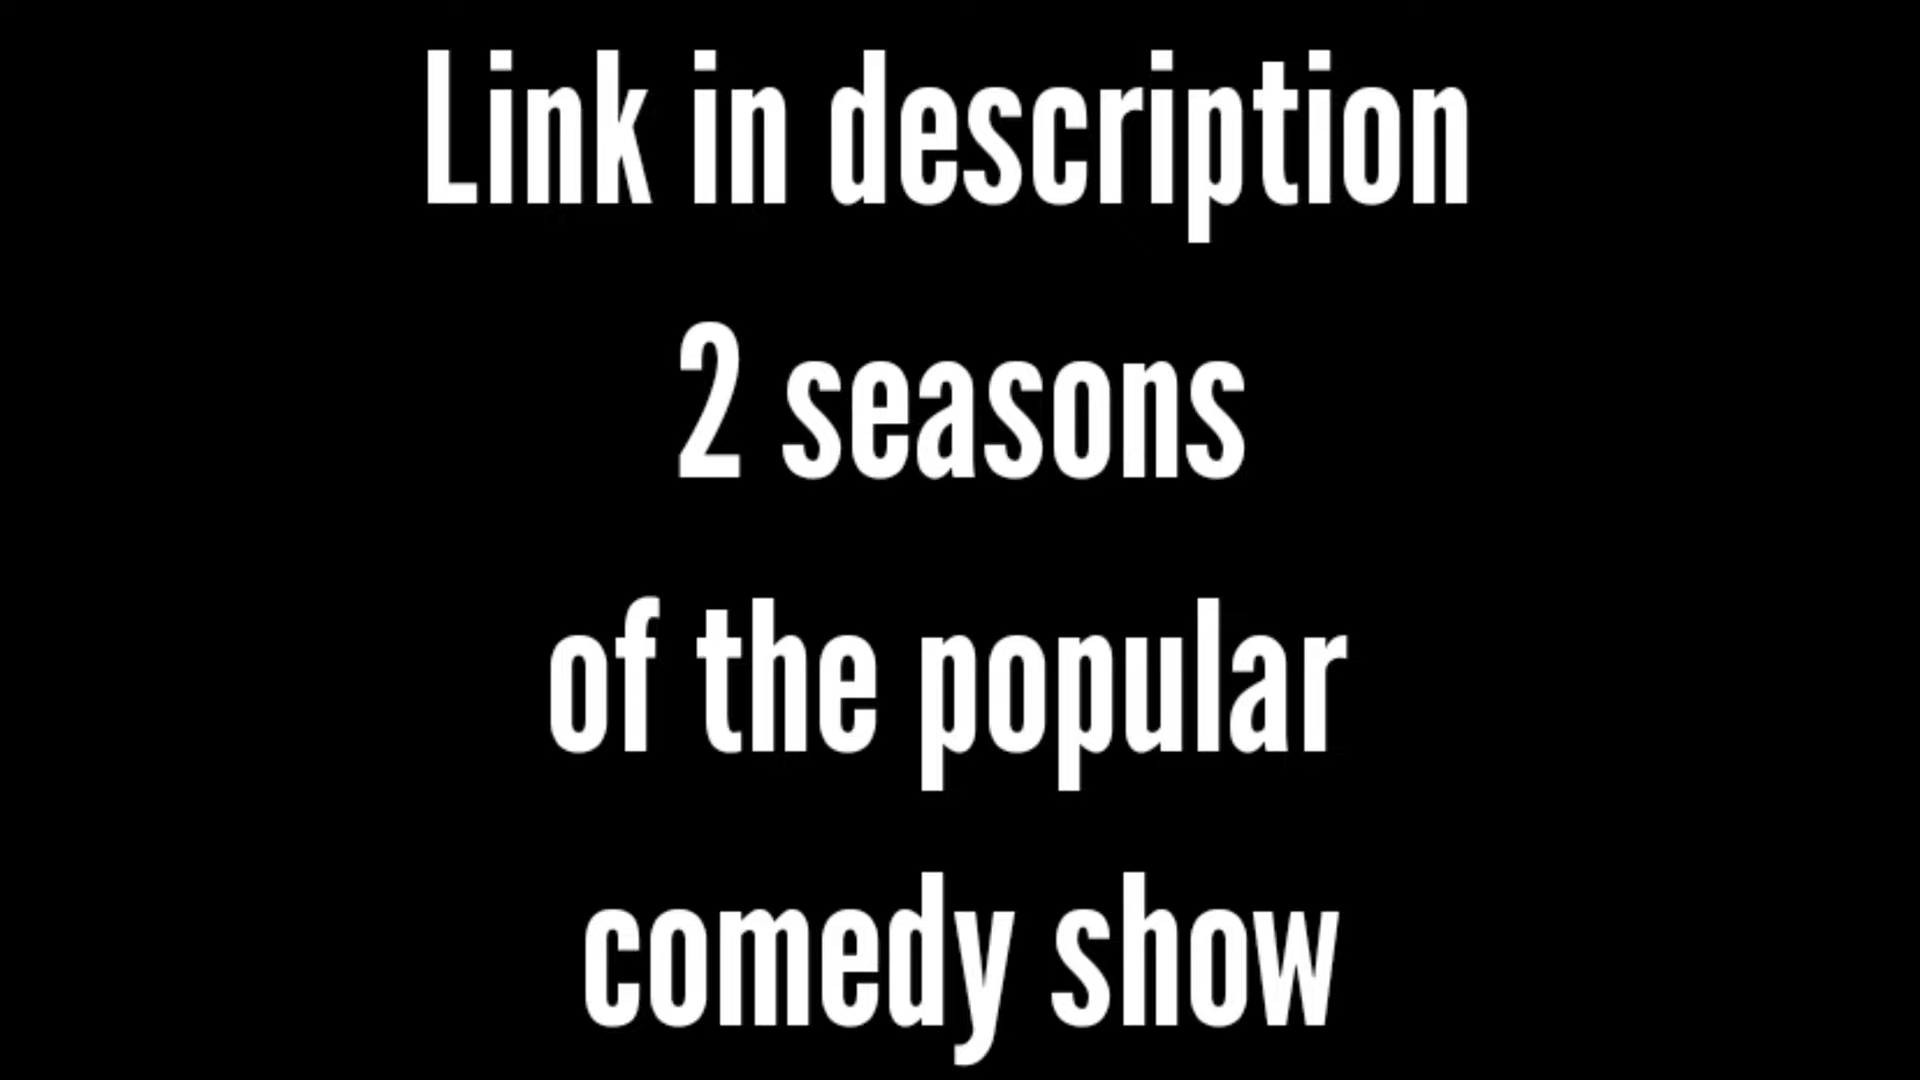 Link in description
2 seasons
of the popular
comedy show